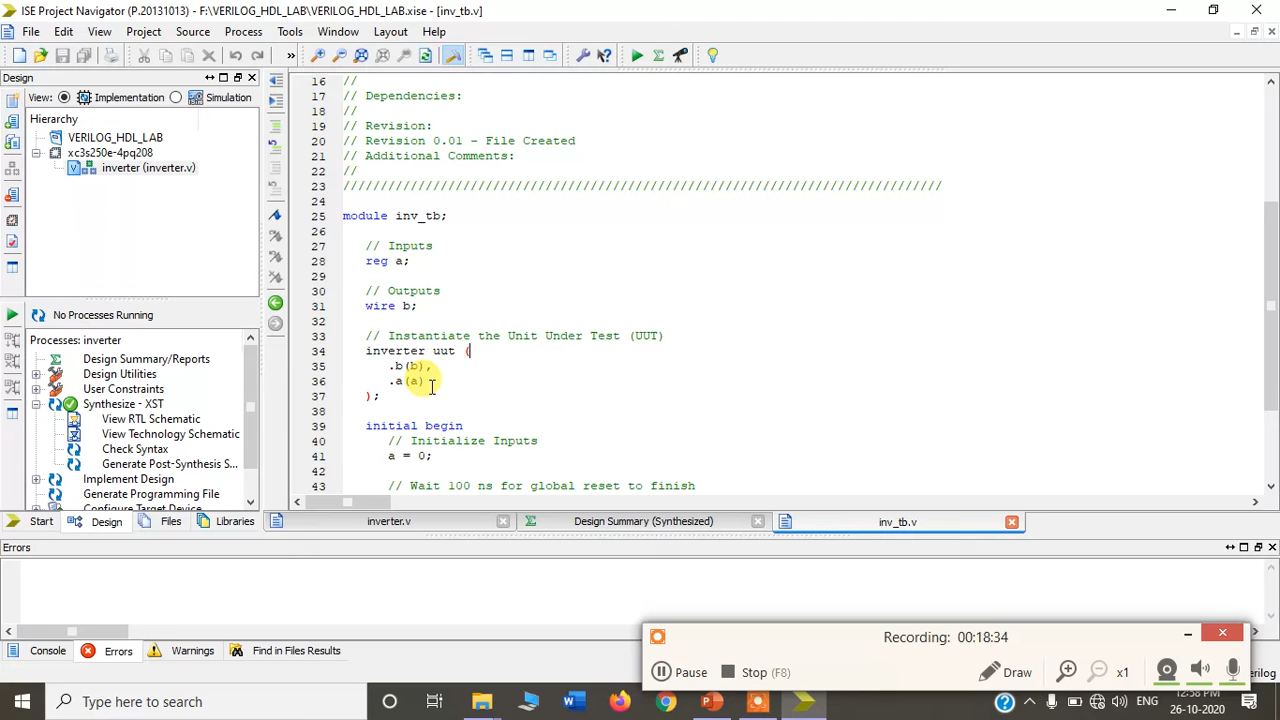 ISE Project Navigator (P.20131013) - F:\VERILOG_HDL_LAB\VERILOG_HDL_LAB.xise - [inv_tb.v]
File Edit View Project Source Process Tools Window Layout Help
Design
View: Implementation Simulation
Hierarchy
VERILOG_HDL_LAB
xc3s250e-4pq208
inverter (inverter.v)
No Processes Running
Processes: inverter
Design Summary/Reports
Design Utilities
User Constraints
Synthesize - XST
View RTL Schematic
View Technology Schematic
Check Syntax
Generate Post-Synthesis S...
Implement Design
Generate Programming File
Configure Target Device
Start Design Files Libraries
16 //
17 // Dependencies:
18 //
19 // Revision:
20 // Revision 0.01 - File Created
21 // Additional Comments:
22 //
23 ////////////////////////////////////////////////////////////////////////////////
24
25 module inv_tb;
26
27 // Inputs
28 reg a;
29
30 // Outputs
31 wire b;
32
33 // Instantiate the Unit Under Test (UUT)
34 inverter uut (
35 .b(b),
36 .a(a)
37 );
38
39 initial begin
40 // Initialize Inputs
41 a = 0;
42
43 // Wait 100 ns for global reset to finish
inverter.v Design Summary (Synthesized) inv_tb.v
Errors
Console Errors Warnings Find in Files Results
Recording: 00:18:34
Pause Stop (F8) Draw x1
Type here to search
ENG
12:58 PM
26-10-2020